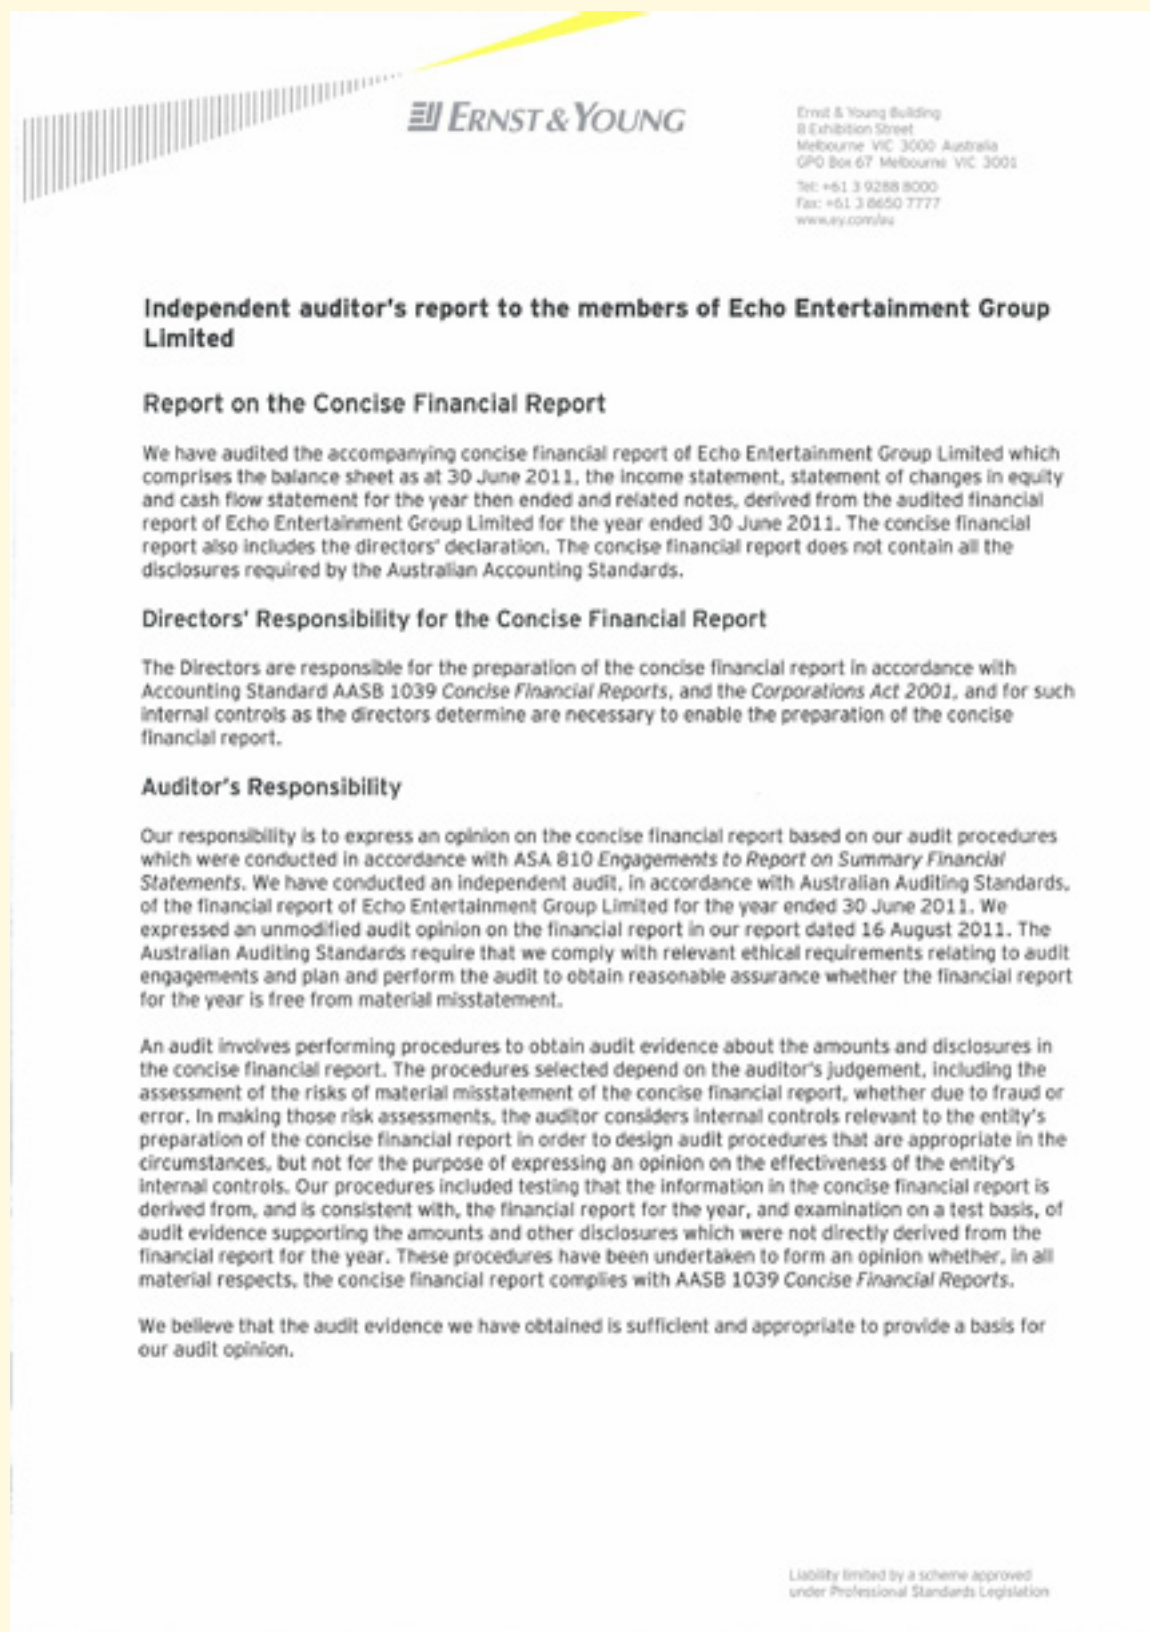 ERNST & YOUNG
Ernst & Young Building
8 Exhibition Street
Melbourne VIC 3000 Australia
GPO Box 67 Melbourne VIC 3001
Tel: +61 3 9288 8000
Fax: +61 3 8650 7777
www.ey.com/au
Independent auditor's report to the members of Echo Entertainment Group
Limited
Report on the Concise Financial Report
We have audited the accompanying concise financial report of Echo Entertainment Group Limited which
comprises the balance sheet as at 30 June 2011, the income statement, statement of changes in equity
and cash flow statement for the year then ended and related notes, derived from the audited financial
report of Echo Entertainment Group Limited for the year ended 30 June 2011. The concise financial
report also includes the directors' declaration. The concise financial report does not contain all the
disclosures required by the Australian Accounting Standards.
Directors' Responsibility for the Concise Financial Report
The Directors are responsible for the preparation of the concise financial report in accordance with
Accounting Standard AASB 1039 Concise Financial Reports, and the Corporations Act 2001, and for such
internal controls as the directors determine are necessary to enable the preparation of the concise
financial report.
Auditor's Responsibility
Our responsibility is to express an opinion on the concise financial report based on our audit procedures
which were conducted in accordance with ASA 810 Engagements to Report on Summary Financial
Statements. We have conducted an independent audit, in accordance with Australian Auditing Standards,
of the financial report of Echo Entertainment Group Limited for the year ended 30 June 2011. We
expressed an unmodified audit opinion on the financial report in our report dated 16 August 2011. The
Australian Auditing Standards require that we comply with relevant ethical requirements relating to audit
engagements and plan and perform the audit to obtain reasonable assurance whether the financial report
for the year is free from material misstatement.
An audit involves performing procedures to obtain audit evidence about the amounts and disclosures in
the concise financial report. The procedures selected depend on the auditor's judgement, including the
assessment of the risks of material misstatement of the concise financial report, whether due to fraud or
error. In making those risk assessments, the auditor considers internal controls relevant to the entity's
preparation of the concise financial report in order to design audit procedures that are appropriate in the
circumstances, but not for the purpose of expressing an opinion on the effectiveness of the entity's
internal controls. Our procedures included testing that the information in the concise financial report is
derived from, and is consistent with, the financial report for the year, and examination on a test basis, of
audit evidence supporting the amounts and other disclosures which were not directly derived from the
financial report for the year. These procedures have been undertaken to form an opinion whether, in all
material respects, the concise financial report complies with AASB 1039 Concise Financial Reports.
We believe that the audit evidence we have obtained is sufficient and appropriate to provide a basis for
our audit opinion.
Liability limited by a scheme approved
under Professional Standards Legislation